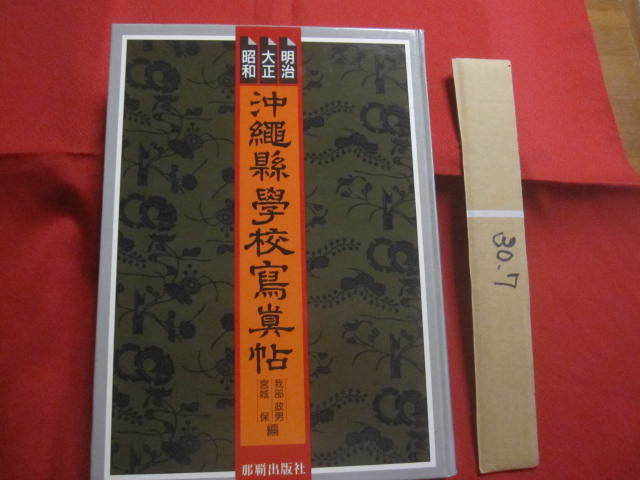 明治
大正
昭和
沖繩縣學校寫眞帖
我部 政男
宮城 保
編
那覇出版社
30.7